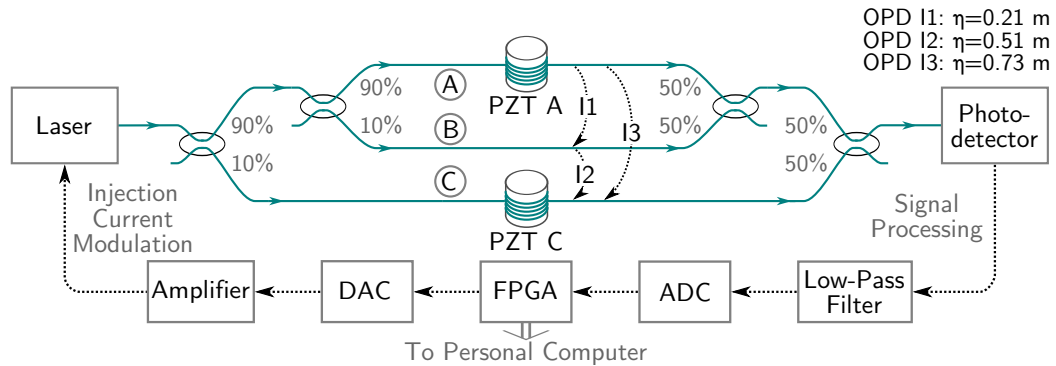 OPD I1: η=0.21 m
OPD I2: η=0.51 m
OPD I3: η=0.73 m
Laser
90%
10%
90%
10%
A
B
C
PZT A
PZT C
I1
I2
I3
50%
50%
50%
50%
Photo-
detector
Injection
Current
Modulation
Signal
Processing
Amplifier
DAC
FPGA
ADC
Low-Pass
Filter
To Personal Computer